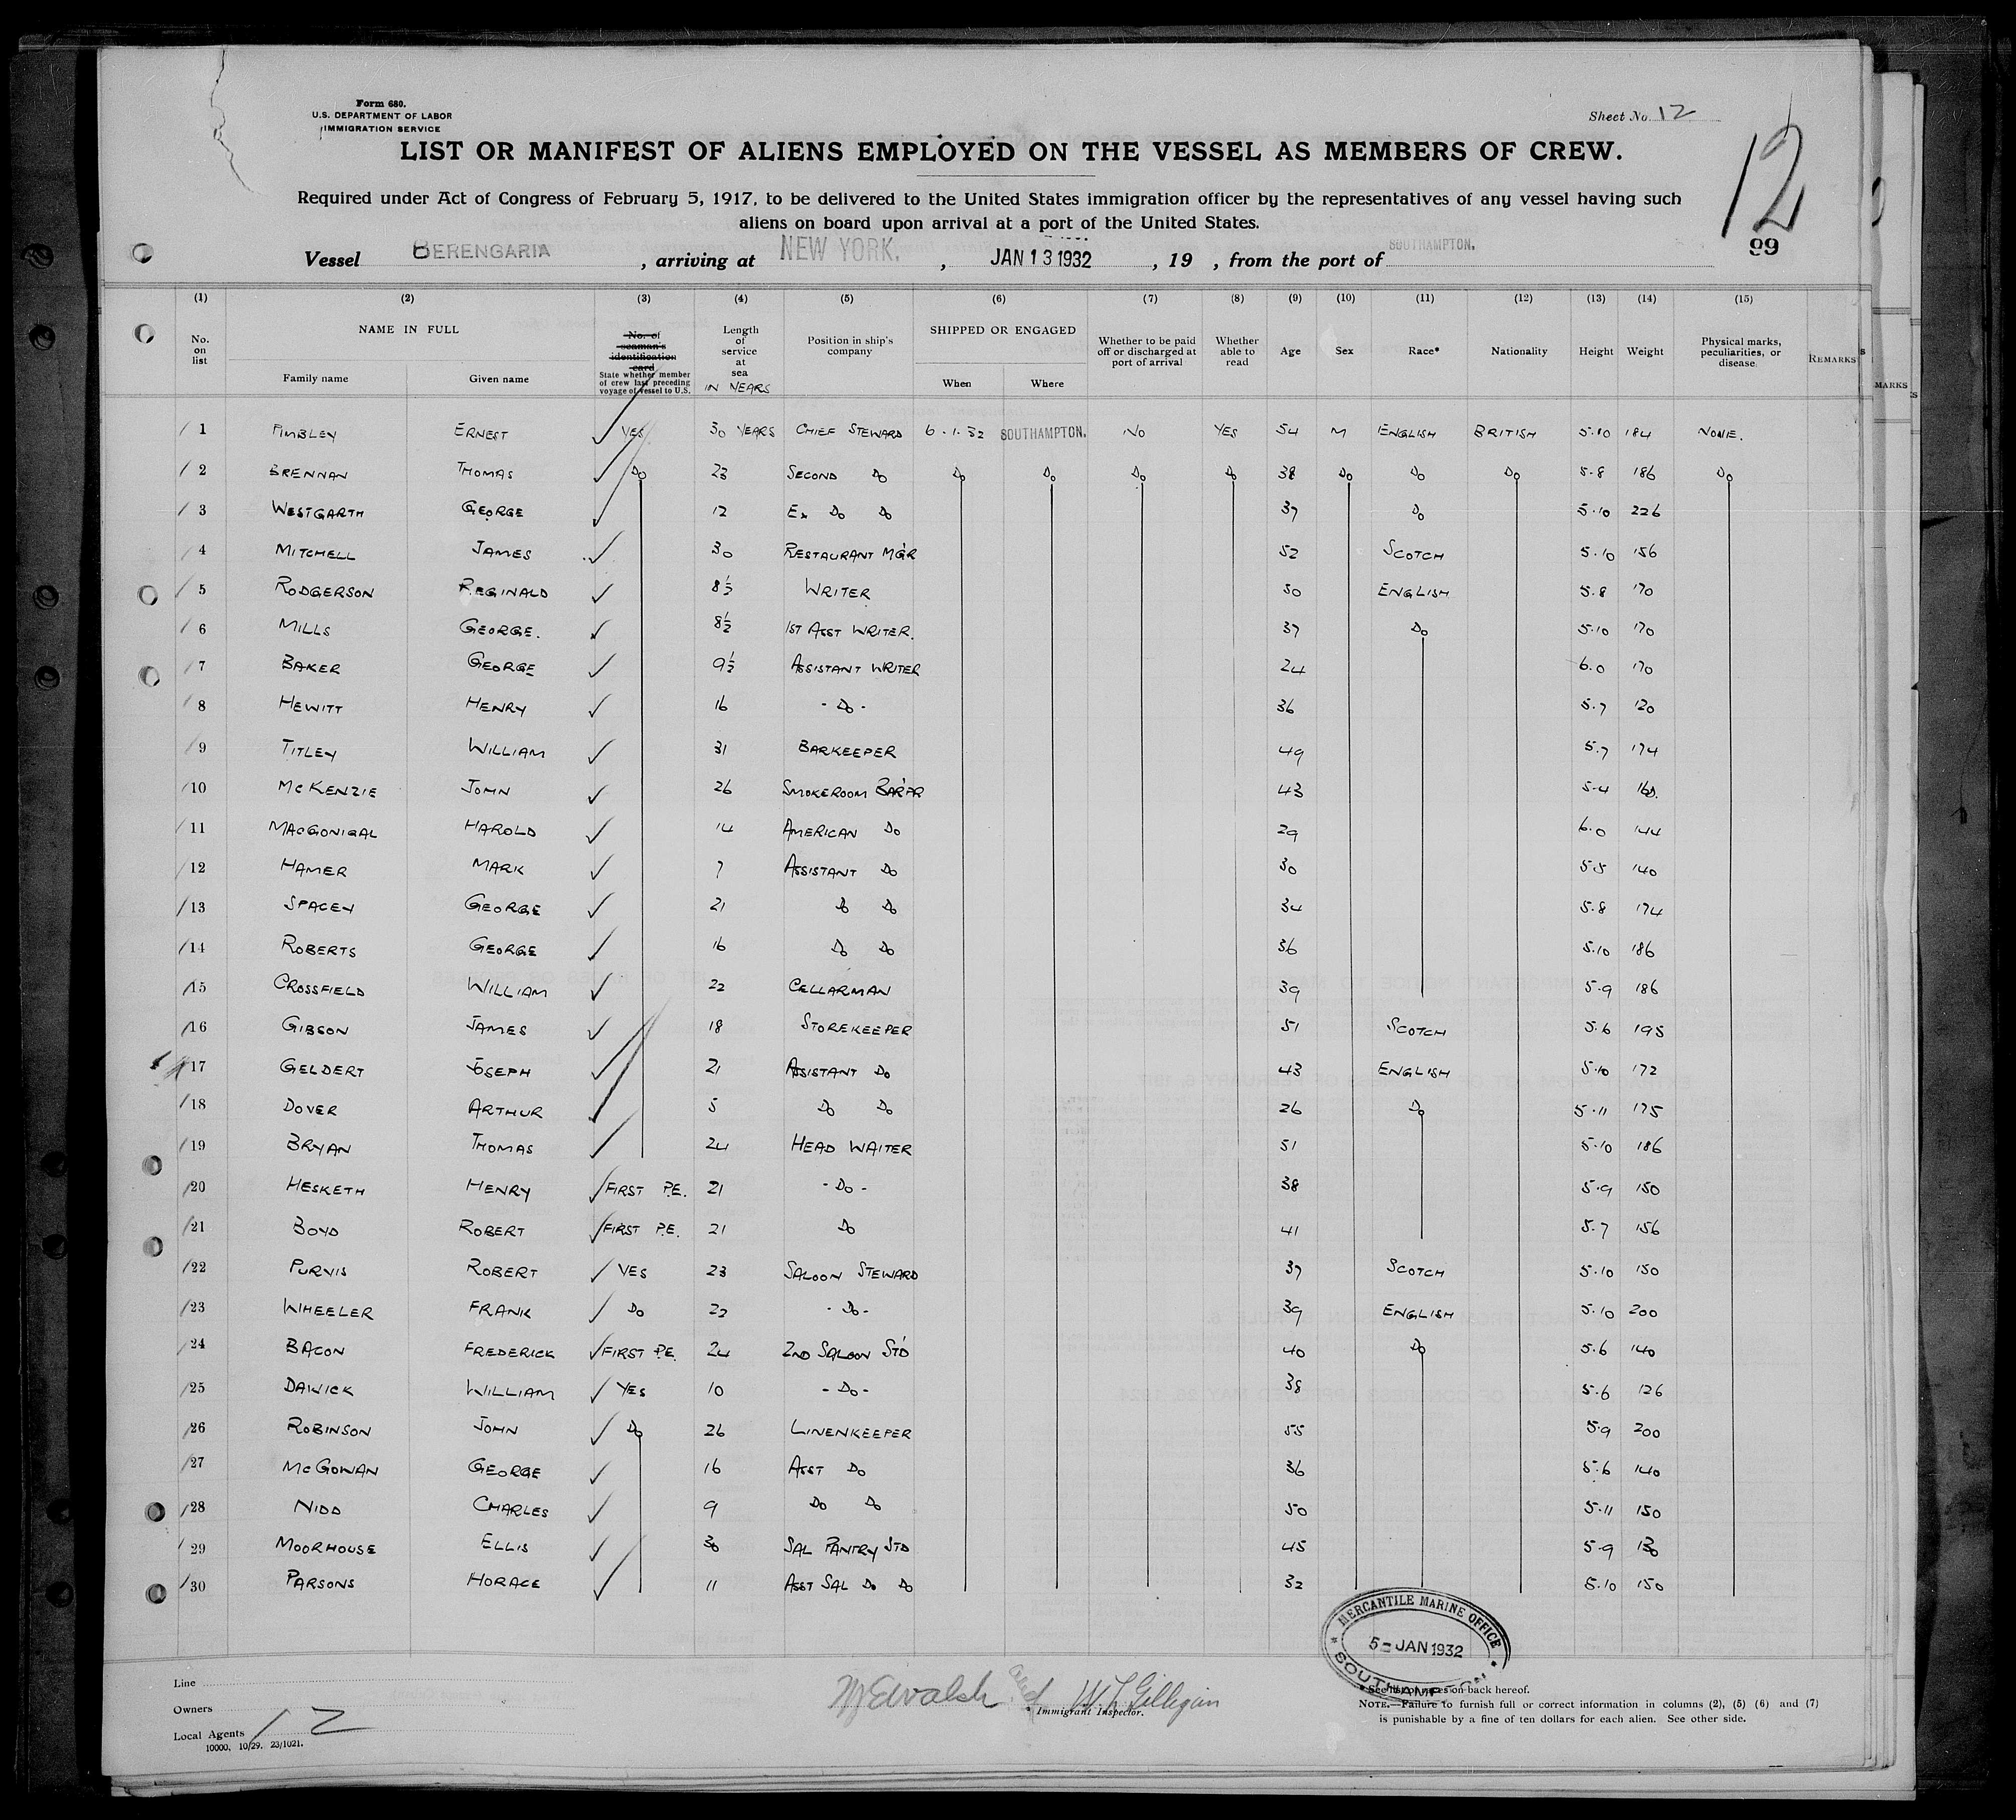 Form 680.
U.S. DEPARTMENT OF LABOR
IMMIGRATION SERVICE
Sheet No. 12
12
LIST OR MANIFEST OF ALIENS EMPLOYED ON THE VESSEL AS MEMBERS OF CREW.
Required under Act of Congress of February 5, 1917, to be delivered to the United States immigration officer by the representatives of any vessel having such
aliens on board upon arrival at a port of the United States.
89
Vessel BERENGARIA, arriving at NEW YORK., JAN 13 1932, 19 , from the port of SOUTHAMPTON.
(1) (2) (3) (4) (5) (6) (7) (8) (9) (10) (11) (12) (13) (14) (15)
No. on list
NAME IN FULL
Family name Given name
No. of seaman's identification card
State whether member of crew last preceding voyage of vessel to U.S.
Length of service at sea IN YEARS
Position in ship's company
SHIPPED OR ENGAGED
When Where
Whether to be paid off or discharged at port of arrival
Whether able to read
Age Sex Race* Nationality Height Weight
Physical marks, peculiarities, or disease
REMARKS
MARKS
1 PIMBLEY ERNEST YES 30 YEARS CHIEF STEWARD 6.1.32 SOUTHAMPTON. NO YES 54 M ENGLISH BRITISH 5.10 184 NONE.
2 BRENNAN THOMAS Do 23 SECOND Do Do Do Do Do 38 Do Do Do 5.8 186 Do
3 WESTGARTH GEORGE 12 Ex Do Do 37 Do 5.10 226
4 MITCHELL JAMES 30 RESTAURANT MGR 52 SCOTCH 5.10 156
5 RODGERSON REGINALD 8½ WRITER 30 ENGLISH 5.8 170
6 MILLS GEORGE. 8½ 1ST ASST WRITER. 37 Do 5.10 170
7 BAKER GEORGE 9½ ASSISTANT WRITER 24 6.0 170
8 HEWITT HENRY 16 - Do - 36 5.7 120
9 TITLEY WILLIAM 31 BARKEEPER 49 5.7 174
10 McKENZIE JOHN 26 SMOKEROOM BAR'PR 43 5.4 160.
11 MACGONIGAL HAROLD 14 AMERICAN Do 29 6.0 144
12 HAMER MARK 7 ASSISTANT Do 30 5.5 140
13 SPACEY GEORGE 21 Do Do 34 5.8 174
14 ROBERTS GEORGE 16 Do Do 36 5.10 186
15 CROSSFIELD WILLIAM 22 CELLARMAN 39 5.9 186
16 GIBSON JAMES 18 STOREKEEPER 51 SCOTCH 5.6 195
17 GELDERT JOSEPH 21 ASSISTANT Do 43 ENGLISH 5.10 172
18 DOVER ARTHUR 5 Do Do 26 Do 5.11 175
19 BRYAN THOMAS 24 HEAD WAITER 51 5.10 186
20 HESKETH HENRY FIRST P.E. 21 - Do - 38 5.9 150
21 BOYD ROBERT FIRST P.E. 21 Do 41 5.7 156
22 PURVIS ROBERT YES 23 SALOON STEWARD 37 SCOTCH 5.10 150
23 WHEELER FRANK Do 22 - Do - 39 ENGLISH 5.10 200
24 BACON FREDERICK FIRST P.E. 24 2ND SALOON STD 40 Do 5.6 140
25 DAWICK WILLIAM YES 10 - Do - 38 5.6 126
26 ROBINSON JOHN Do 26 LINENKEEPER 55 5.9 200
27 McGOWAN GEORGE 16 ASST Do 36 5.6 140
28 NIDD CHARLES 9 Do Do 50 5.11 150
29 MOORHOUSE ELLIS 30 SAL PANTRY STD 45 5.9 130
30 PARSONS HORACE 11 ASST SAL Do Do 32 5.10 150
MERCANTILE MARINE OFFICE
5 - JAN 1932
SOUTHAMPTON
Line
Owners
Local Agents 12
10000, 10/29. 23/1021.
Walsh and W. L. Gilligan
Immigrant Inspector.
* See list of races on back hereof.
NOTE.—Failure to furnish full or correct information in columns (2), (5) (6) and (7)
is punishable by a fine of ten dollars for each alien. See other side.